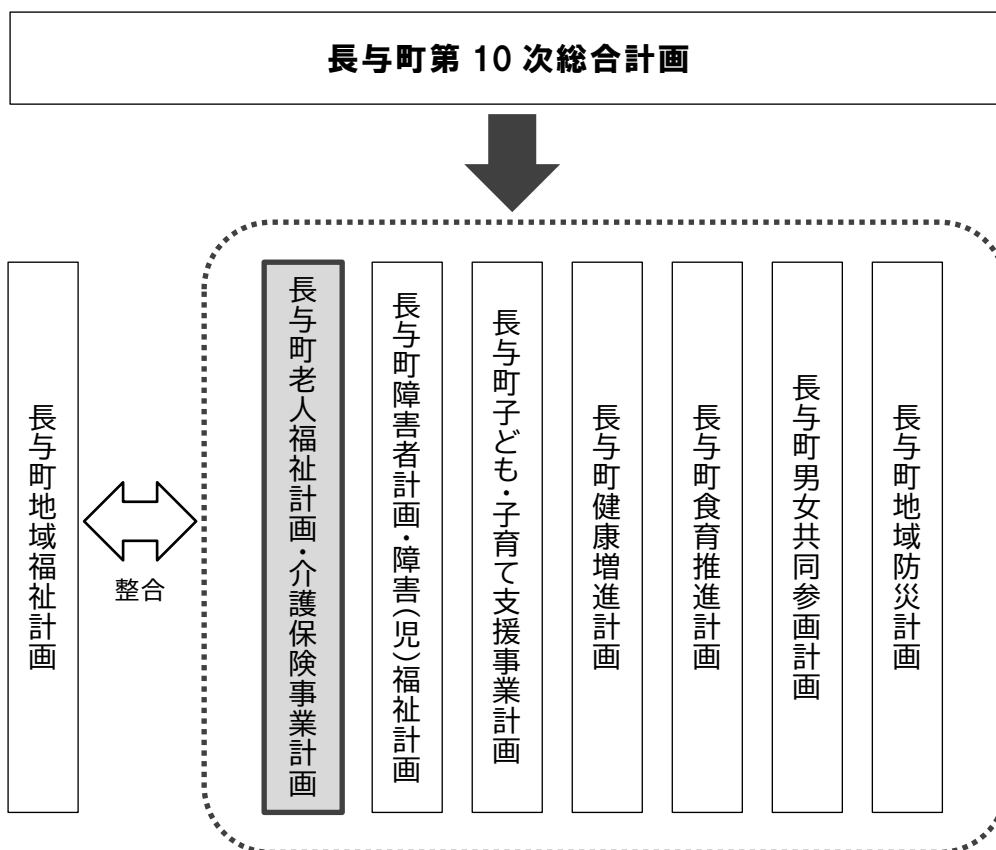 長与町第 10 次総合計画
長与町地域福祉計画
整合
長与町老人福祉計画・介護保険事業計画
長与町障害者計画・障害(児)福祉計画
長与町子ども・子育て支援事業計画
長与町健康増進計画
長与町食育推進計画
長与町男女共同参画計画
長与町地域防災計画